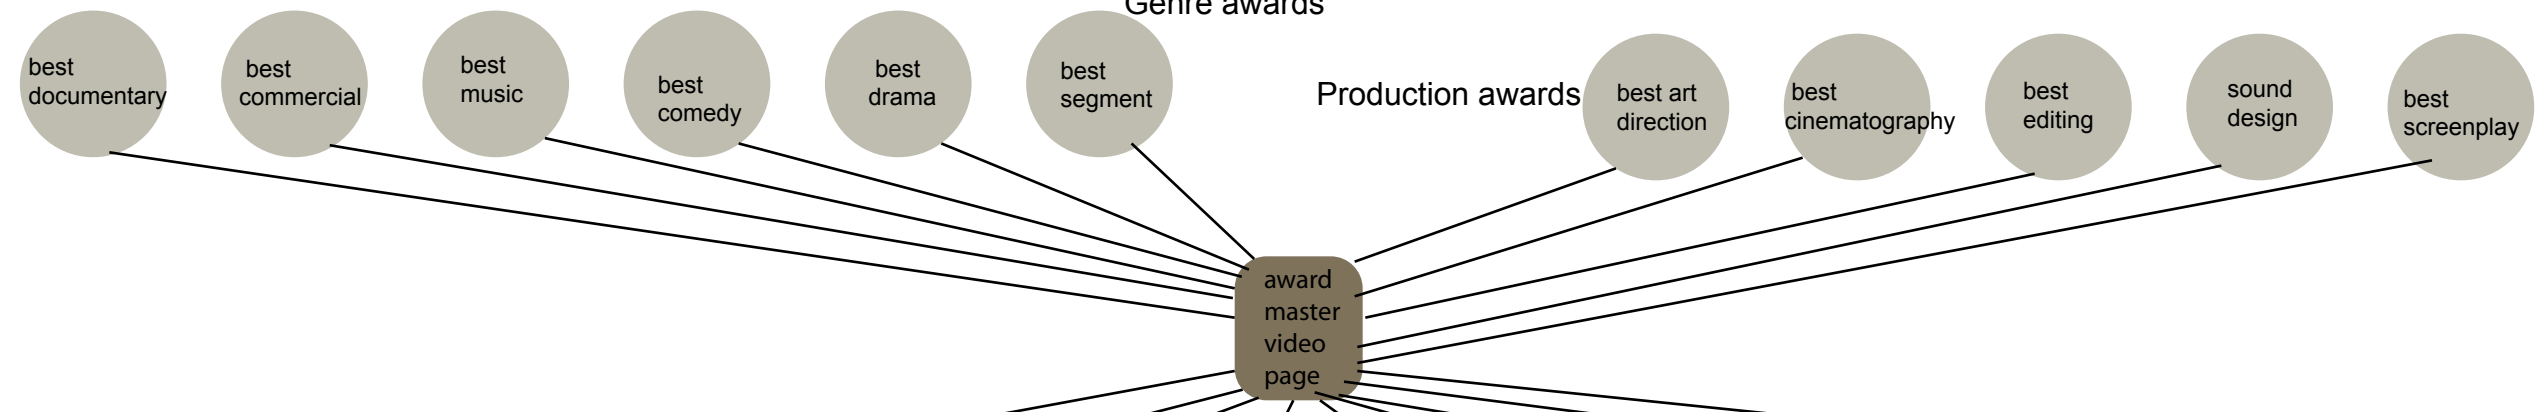 Genre awards
best
documentary
best
commercial
best
music
best
comedy
best
drama
best
segment
Production awards
best art
direction
best
cinematography
best
editing
sound
design
best
screenplay
award
master
video
page